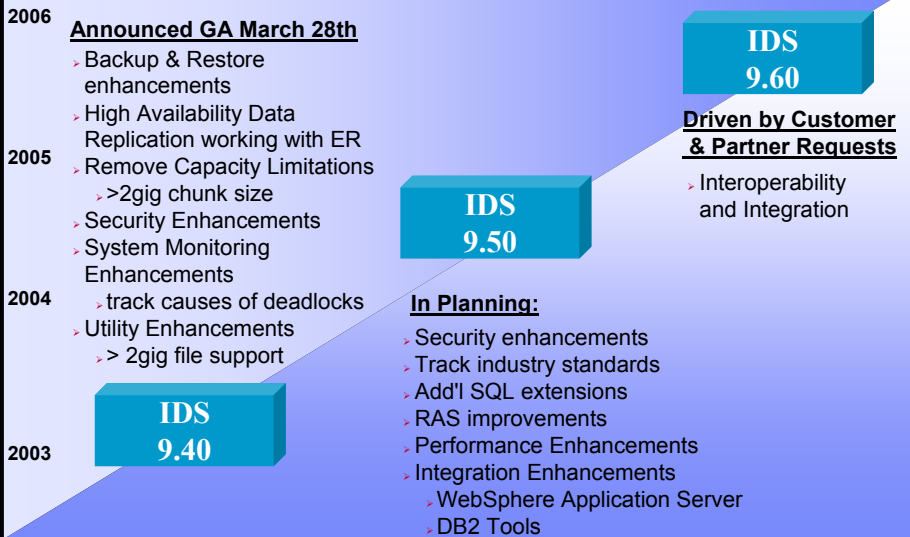 2006
2005
2004
2003
Announced GA March 28th
Backup & Restore
enhancements
High Availability Data
Replication working with ER
Remove Capacity Limitations
>2gig chunk size
Security Enhancements
System Monitoring
Enhancements
track causes of deadlocks
Utility Enhancements
> 2gig file support
IDS
9.40
IDS
9.50
In Planning:
Security enhancements
Track industry standards
Add'l SQL extensions
RAS improvements
Performance Enhancements
Integration Enhancements
WebSphere Application Server
DB2 Tools
IDS
9.60
Driven by Customer
& Partner Requests
Interoperability
and Integration